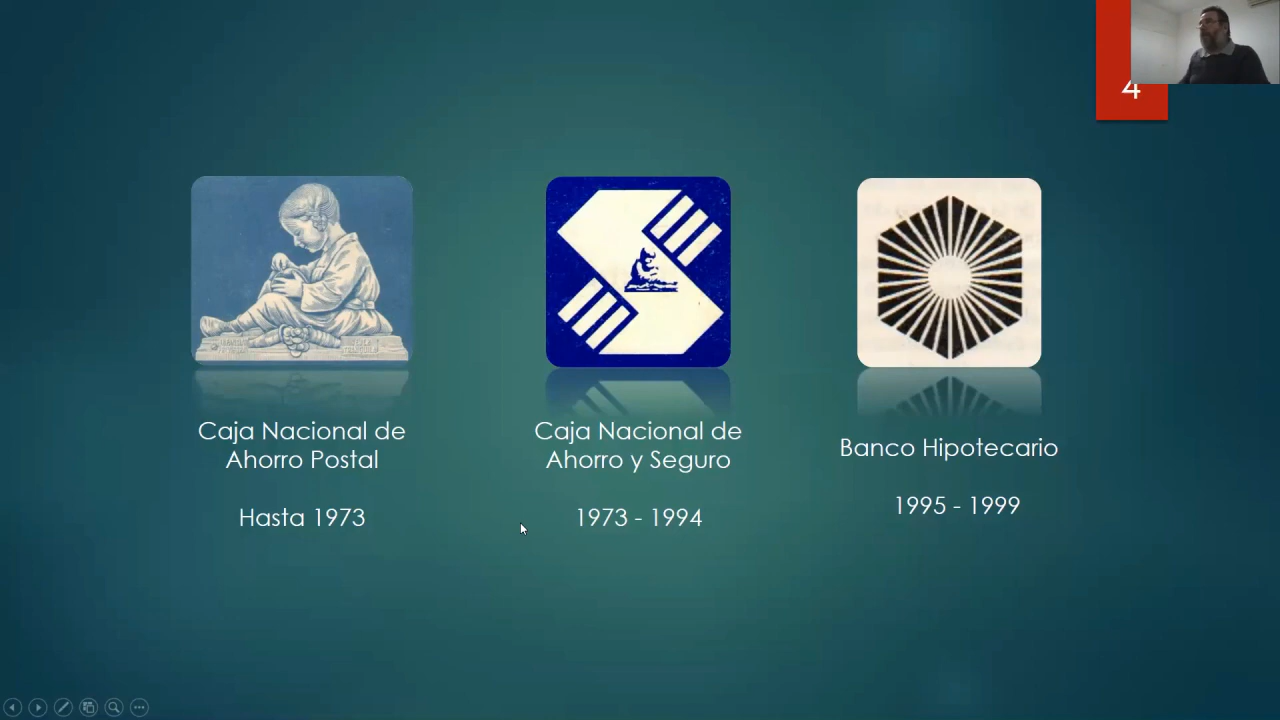 4
Caja Nacional de
Ahorro Postal
Hasta 1973
Caja Nacional de
Ahorro y Seguro
1973 - 1994
Banco Hipotecario
1995 - 1999